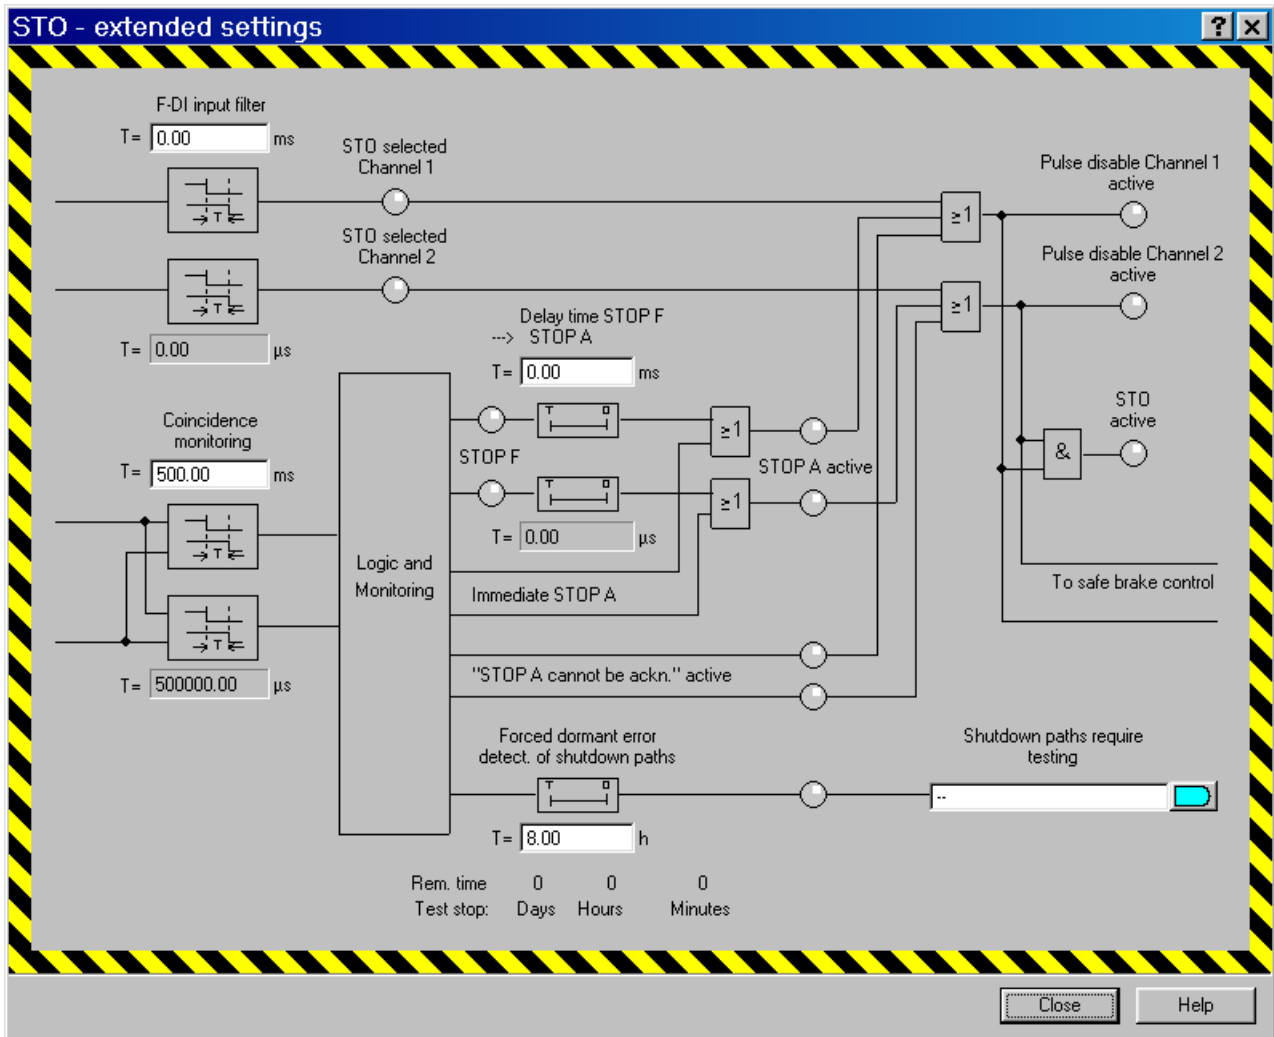 STO - extended settings
F-DI input filter
T= 0.00 ms
STO selected
Channel 1
Pulse disable Channel 1
active
T
≥1
STO selected
Channel 2
Pulse disable Channel 2
active
T
≥1
T= 0.00 µs
Delay time STOP F
---> STOP A
T= 0.00 ms
Coincidence
monitoring
T= 500.00 ms
T 0
≥1
STO
active
&
STOP F
STOP A active
T 0
≥1
T= 0.00 µs
T
Logic and
Monitoring
Immediate STOP A
To safe brake control
T
T= 500000.00 µs
"STOP A cannot be ackn." active
Forced dormant error
detect. of shutdown paths
Shutdown paths require
testing
T 0
--
T= 8.00 h
Rem. time 0 0 0
Test stop: Days Hours Minutes
Close Help